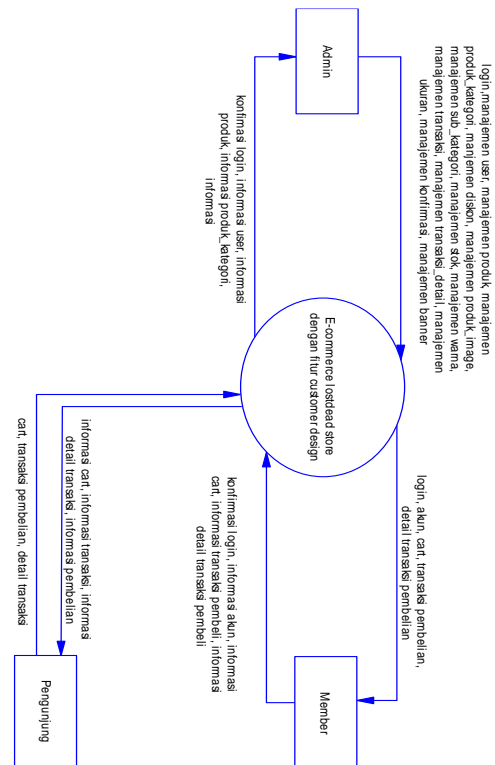 login,manajemen user, manajemen produk, manajemen
produk_kategori, manjemen diskon, manajemen produk_image,
manajemen sub_kategori, manajemen stok, manajemen warna,
manajemen transaksi, manajemen transaksi_detail, manajemen
ukuran, manajemen konfirmasi, manajemen banner
Admin
konfirmasi login, informasi user, informasi
produk, informasi produk_kategori,
informasi
E-commerce lostdead store
dengan fitur customer design
login, akun, cart, transaksi pembelian,
detail transaksi pembelian
Member
konfirmasi login, informasi akun, informasi
cart, informasi transaksi pembeli, informasi
detail transaksi pembeli
informasi cart, informasi transaksi, informasi
detail transaksi, informasi pembelian
cart, transaksi pembelian, detail transaksi
Pengunjung